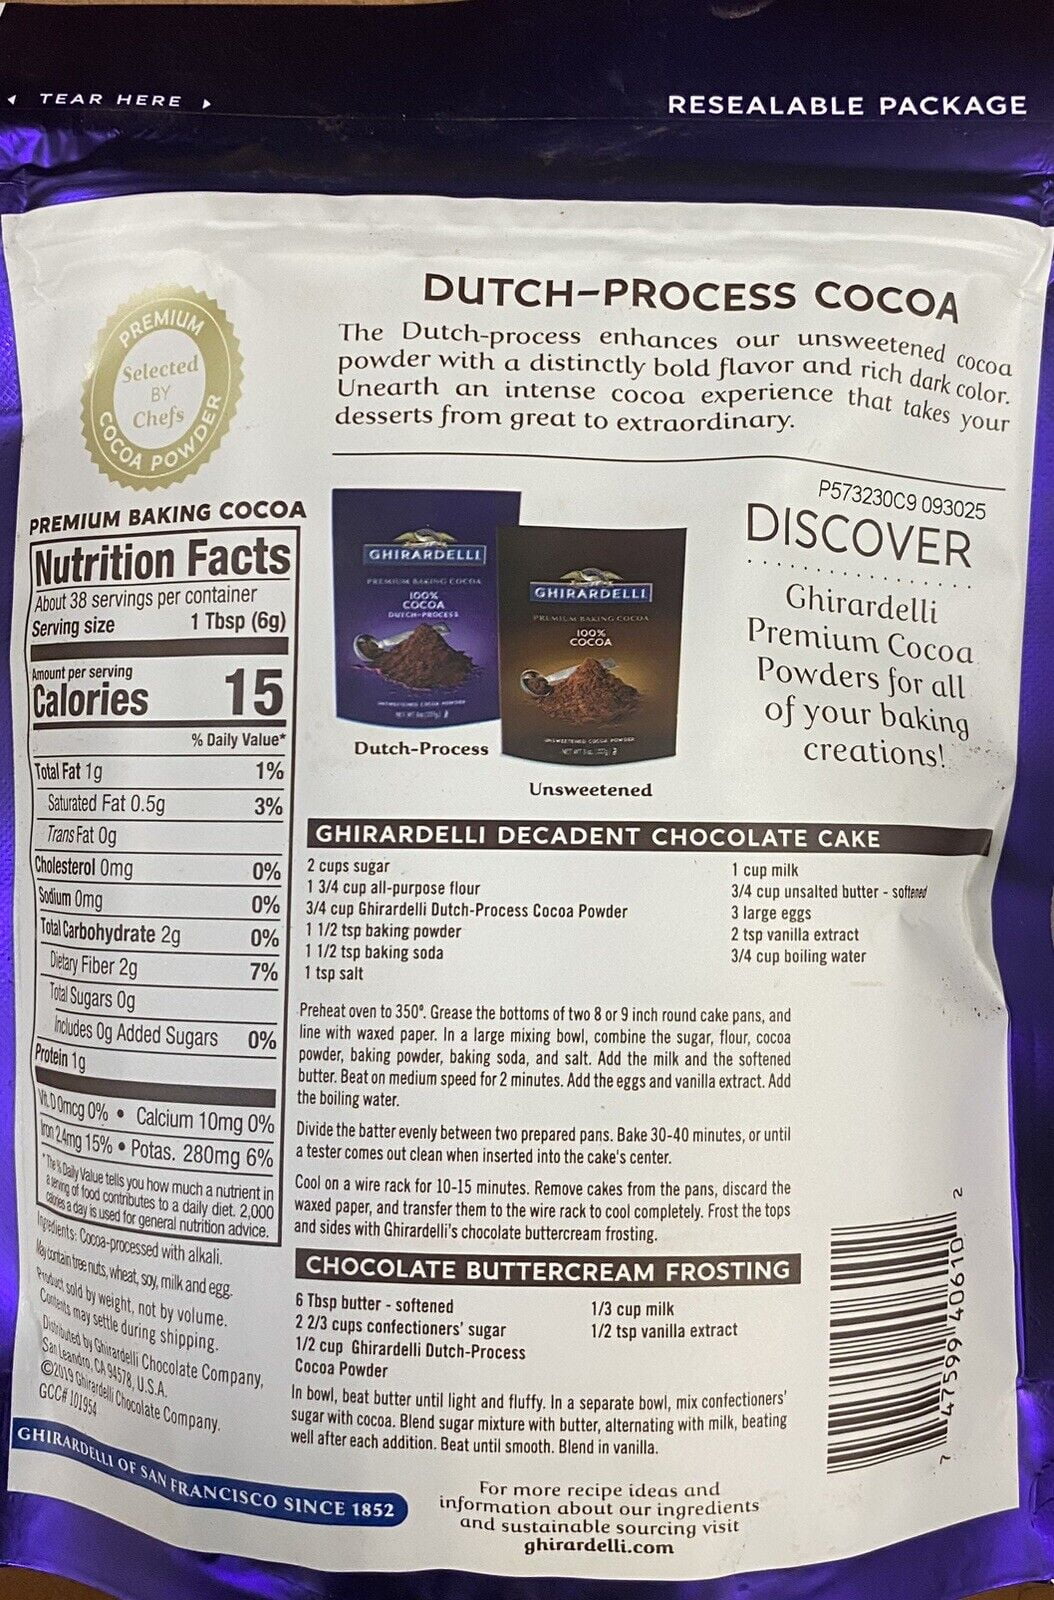 TEAR HERE
RESEALABLE PACKAGE
PREMIUM
Selected
BY
Chefs
COCOA POWDER
DUTCH-PROCESS COCOA
The Dutch-process enhances our unsweetened cocoa
powder with a distinctly bold flavor and rich dark color.
Unearth an intense cocoa experience that takes your
desserts from great to extraordinary.
P573230C9 093025
DISCOVER
Ghirardelli
Premium Cocoa
Powders for all
of your baking
creations!
GHIRARDELLI
PREMIUM BAKING COCOA
100%
COCOA
DUTCH-PROCESS
Dutch-Process
GHIRARDELLI
PREMIUM BAKING COCOA
100%
COCOA
UNSWEETENED COCOA POWDER
Unsweetened
PREMIUM BAKING COCOA
Nutrition Facts
About 38 servings per container
Serving size 1 Tbsp (6g)
Amount per serving
Calories 15
% Daily Value*
Total Fat 1g 1%
Saturated Fat 0.5g 3%
Trans Fat 0g
Cholesterol 0mg 0%
Sodium 0mg 0%
Total Carbohydrate 2g 0%
Dietary Fiber 2g 7%
Total Sugars 0g
Includes 0g Added Sugars 0%
Protein 1g
Vit. D 0mcg 0% • Calcium 10mg 0%
Iron 2.4mg 15% • Potas. 280mg 6%
*The % Daily Value tells you how much a nutrient in
a serving of food contributes to a daily diet. 2,000
calories a day is used for general nutrition advice.
Ingredients: Cocoa-processed with alkali.
May contain tree nuts, wheat, soy, milk and egg.
Product sold by weight, not by volume.
Contents may settle during shipping.
Distributed by Ghirardelli Chocolate Company,
San Leandro, CA 94578, U.S.A.
©2019 Ghirardelli Chocolate Company.
GCC# 101954
GHIRARDELLI OF SAN FRANCISCO SINCE 1852
GHIRARDELLI DECADENT CHOCOLATE CAKE
2 cups sugar
1 3/4 cup all-purpose flour
3/4 cup Ghirardelli Dutch-Process Cocoa Powder
1 1/2 tsp baking powder
1 1/2 tsp baking soda
1 tsp salt
1 cup milk
3/4 cup unsalted butter - softened
3 large eggs
2 tsp vanilla extract
3/4 cup boiling water
Preheat oven to 350°. Grease the bottoms of two 8 or 9 inch round cake pans, and
line with waxed paper. In a large mixing bowl, combine the sugar, flour, cocoa
powder, baking powder, baking soda, and salt. Add the milk and the softened
butter. Beat on medium speed for 2 minutes. Add the eggs and vanilla extract. Add
the boiling water.
Divide the batter evenly between two prepared pans. Bake 30-40 minutes, or until
a tester comes out clean when inserted into the cake's center.
Cool on a wire rack for 10-15 minutes. Remove cakes from the pans, discard the
waxed paper, and transfer them to the wire rack to cool completely. Frost the tops
and sides with Ghirardelli's chocolate buttercream frosting.
CHOCOLATE BUTTERCREAM FROSTING
6 Tbsp butter - softened
2 2/3 cups confectioners' sugar
1/2 cup Ghirardelli Dutch-Process
Cocoa Powder
1/3 cup milk
1/2 tsp vanilla extract
In bowl, beat butter until light and fluffy. In a separate bowl, mix confectioners'
sugar with cocoa. Blend sugar mixture with butter, alternating with milk, beating
well after each addition. Beat until smooth. Blend in vanilla.
For more recipe ideas and
information about our ingredients
and sustainable sourcing visit
ghirardelli.com
7 47599 40610 2